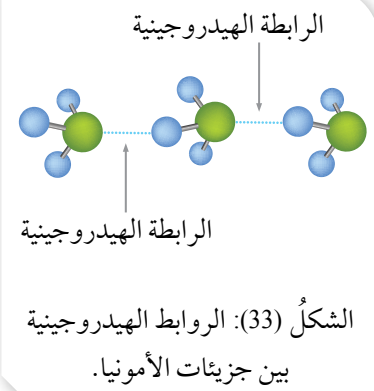 الرابطة الهيدروجينية
الرابطة الهيدروجينية
الشكلُ (33): الروابط الهيدروجينية
بين جزيئات الأمونيا.